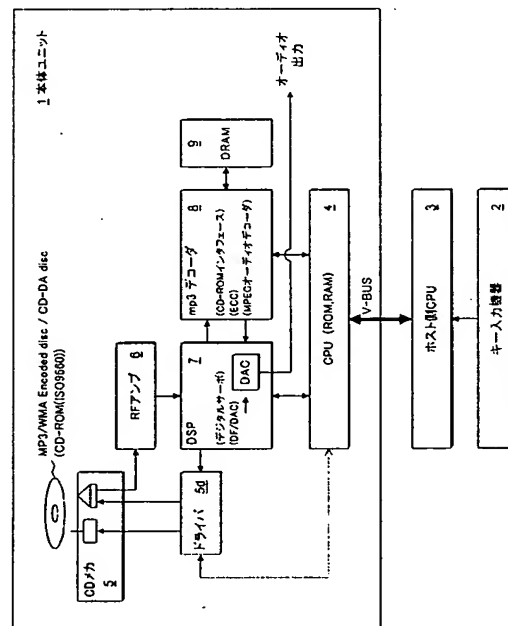 1 本体ユニット
MP3/WMA Encoded disc / CD-DA disc
(CD-ROM(ISO9660))
CDメカ
5
RFアンプ 6
ドライバ 5d
DSP 7
(デジタルサーボ)
(DF/DAC)
DAC
mp3 デコーダ 8
(CD-ROMインタフェース)
(ECC)
(MPEGオーディオデコーダ)
9
DRAM
オーディオ
出力
CPU (ROM,RAM) 4
V-BUS
ホスト側CPU 3
キー入力機器 2